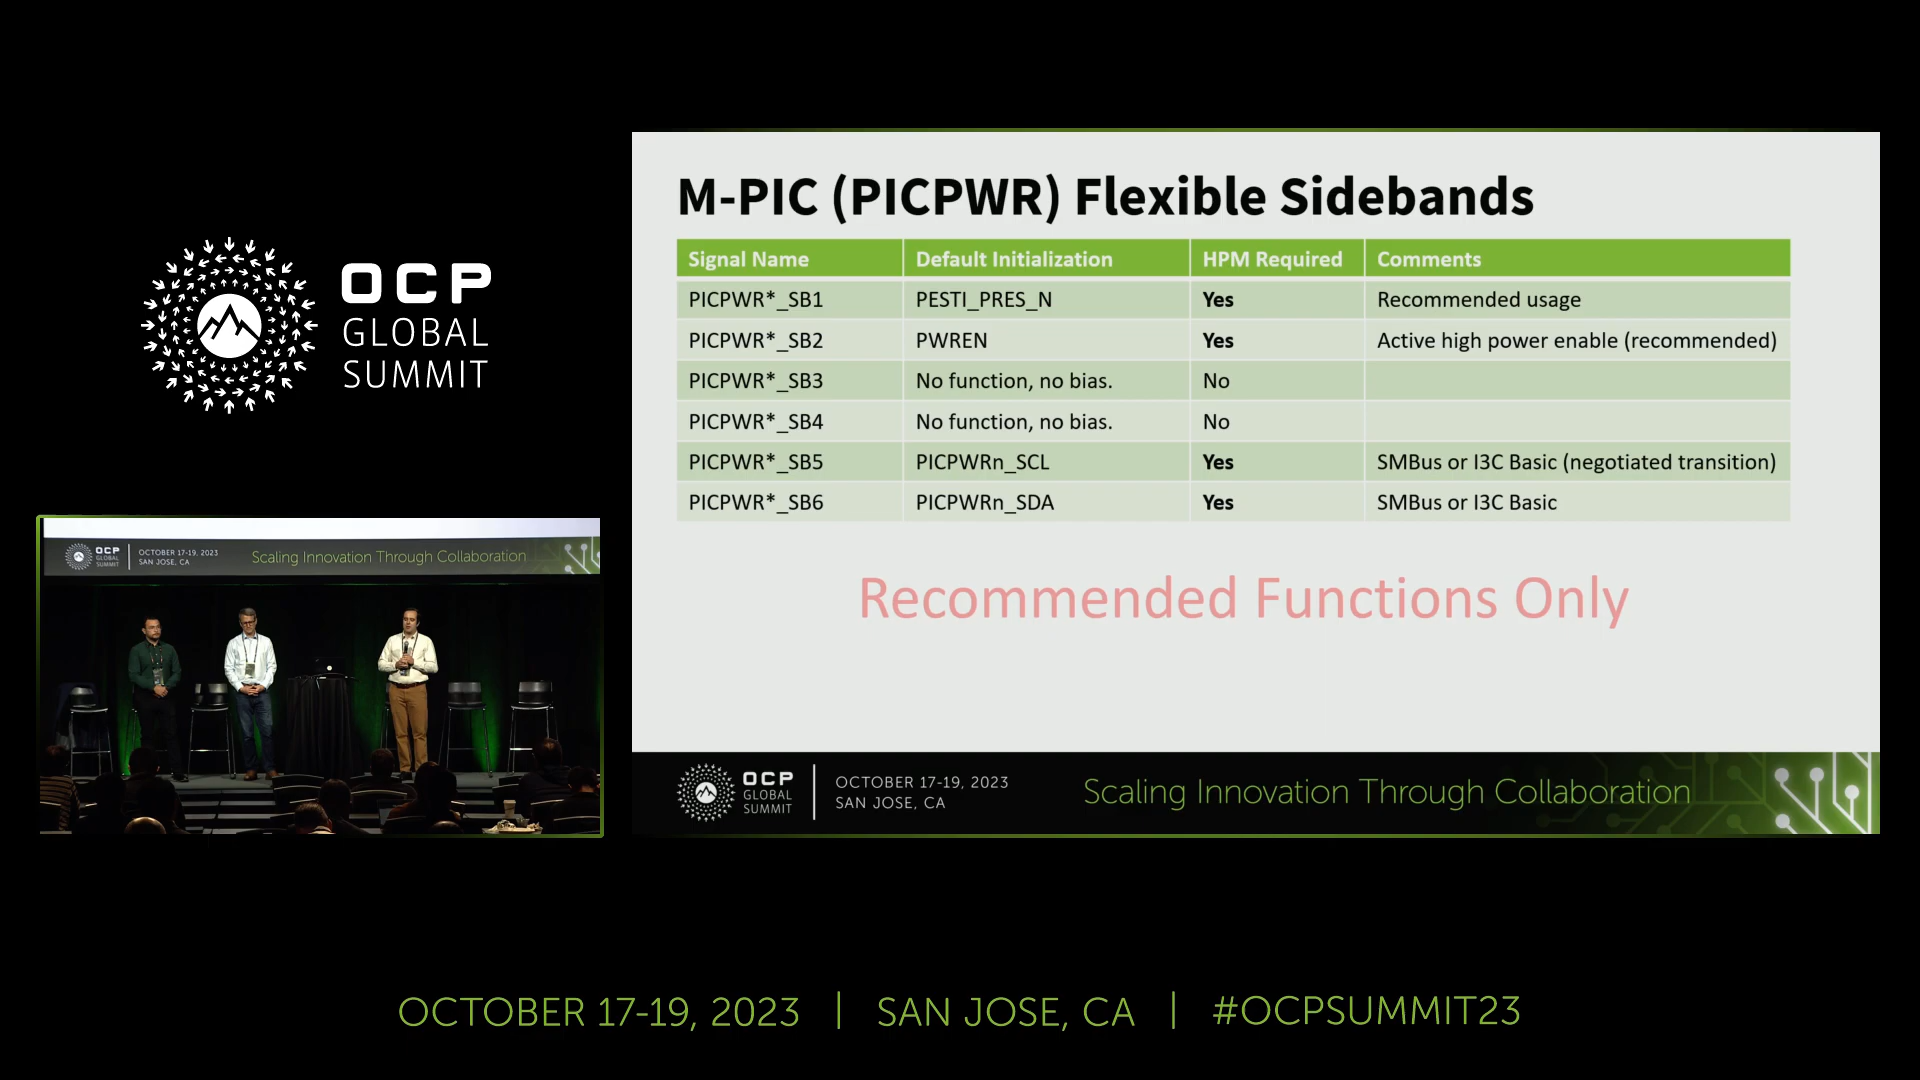 OCP
GLOBAL
SUMMIT
OCP
GLOBAL
SUMMIT
OCTOBER 17-19, 2023
SAN JOSE, CA
Scaling Innovation Through Collaboration
M-PIC (PICPWR) Flexible Sidebands
Signal Name Default Initialization HPM Required Comments
PICPWR*_SB1 PESTI_PRES_N Yes Recommended usage
PICPWR*_SB2 PWREN Yes Active high power enable (recommended)
PICPWR*_SB3 No function, no bias. No
PICPWR*_SB4 No function, no bias. No
PICPWR*_SB5 PICPWRn_SCL Yes SMBus or I3C Basic (negotiated transition)
PICPWR*_SB6 PICPWRn_SDA Yes SMBus or I3C Basic
Recommended Functions Only
OCP
GLOBAL
SUMMIT
OCTOBER 17-19, 2023
SAN JOSE, CA
Scaling Innovation Through Collaboration
OCTOBER 17-19, 2023 | SAN JOSE, CA | #OCPSUMMIT23